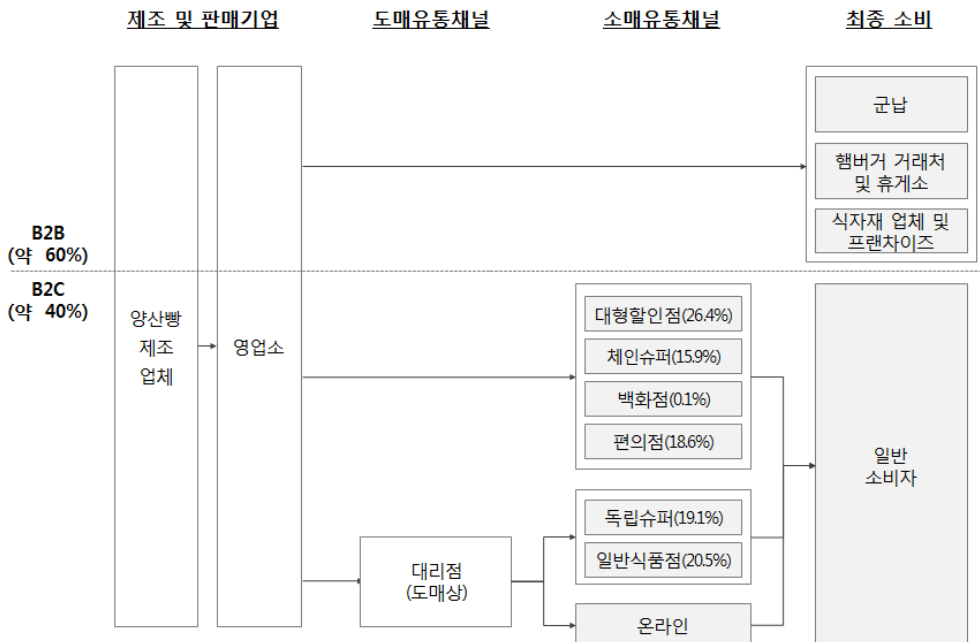 제조 및 판매기업
도매유통채널
소매유통채널
최종 소비
군납
햄버거 거래처
및 휴게소
식자재 업체 및
프랜차이즈
B2B
(약 60%)
B2C
(약 40%)
양산빵
제조
업체
영업소
대형할인점(26.4%)
체인슈퍼(15.9%)
백화점(0.1%)
편의점(18.6%)
일반
소비자
독립슈퍼(19.1%)
일반식품점(20.5%)
대리점
(도매상)
온라인